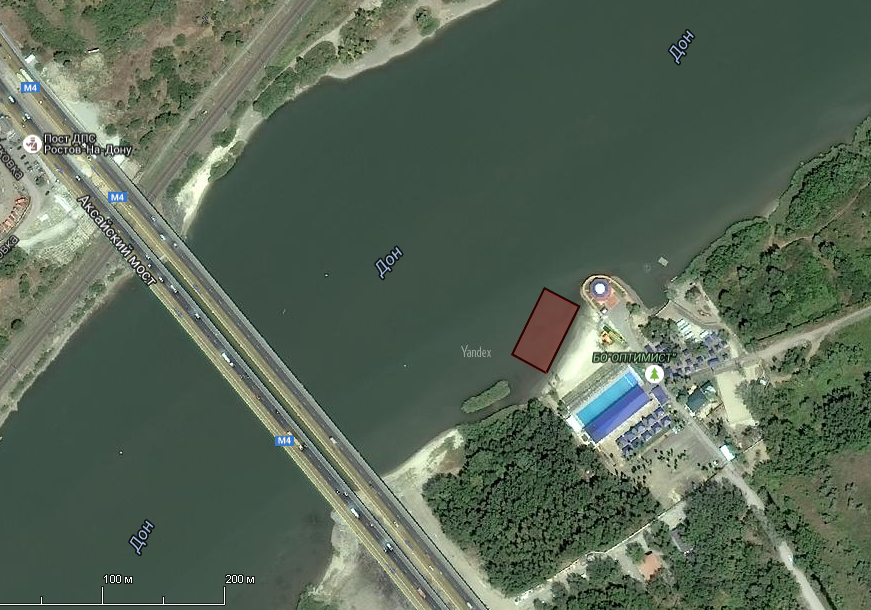 Дон
M4
Пост ДПС
Ростов-На-Дону
M4
Аксайский мост
Дон
Yandex
БО"ОПТИМИСТ"
M4
Дон
100 м
200 м